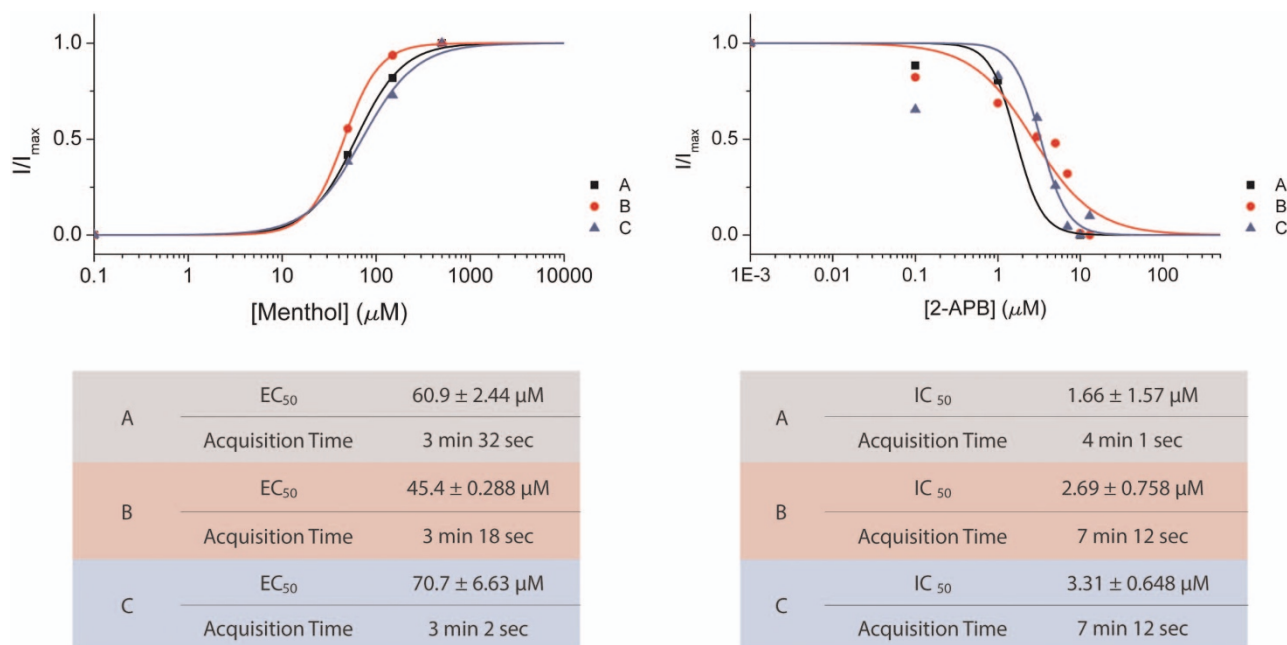 1.0
0.5
0.0
I/Imax
0.1 1 10 100 1000 10000
[Menthol] (μM)
A
B
C
1.0
0.5
0.0
I/Imax
1E-3 0.01 0.1 1 10 100
[2-APB] (μM)
A
B
C
A
EC50 60.9 ± 2.44 μM
Acquisition Time 3 min 32 sec
B
EC50 45.4 ± 0.288 μM
Acquisition Time 3 min 18 sec
C
EC50 70.7 ± 6.63 μM
Acquisition Time 3 min 2 sec
A
IC 50 1.66 ± 1.57 μM
Acquisition Time 4 min 1 sec
B
IC 50 2.69 ± 0.758 μM
Acquisition Time 7 min 12 sec
C
IC 50 3.31 ± 0.648 μM
Acquisition Time 7 min 12 sec